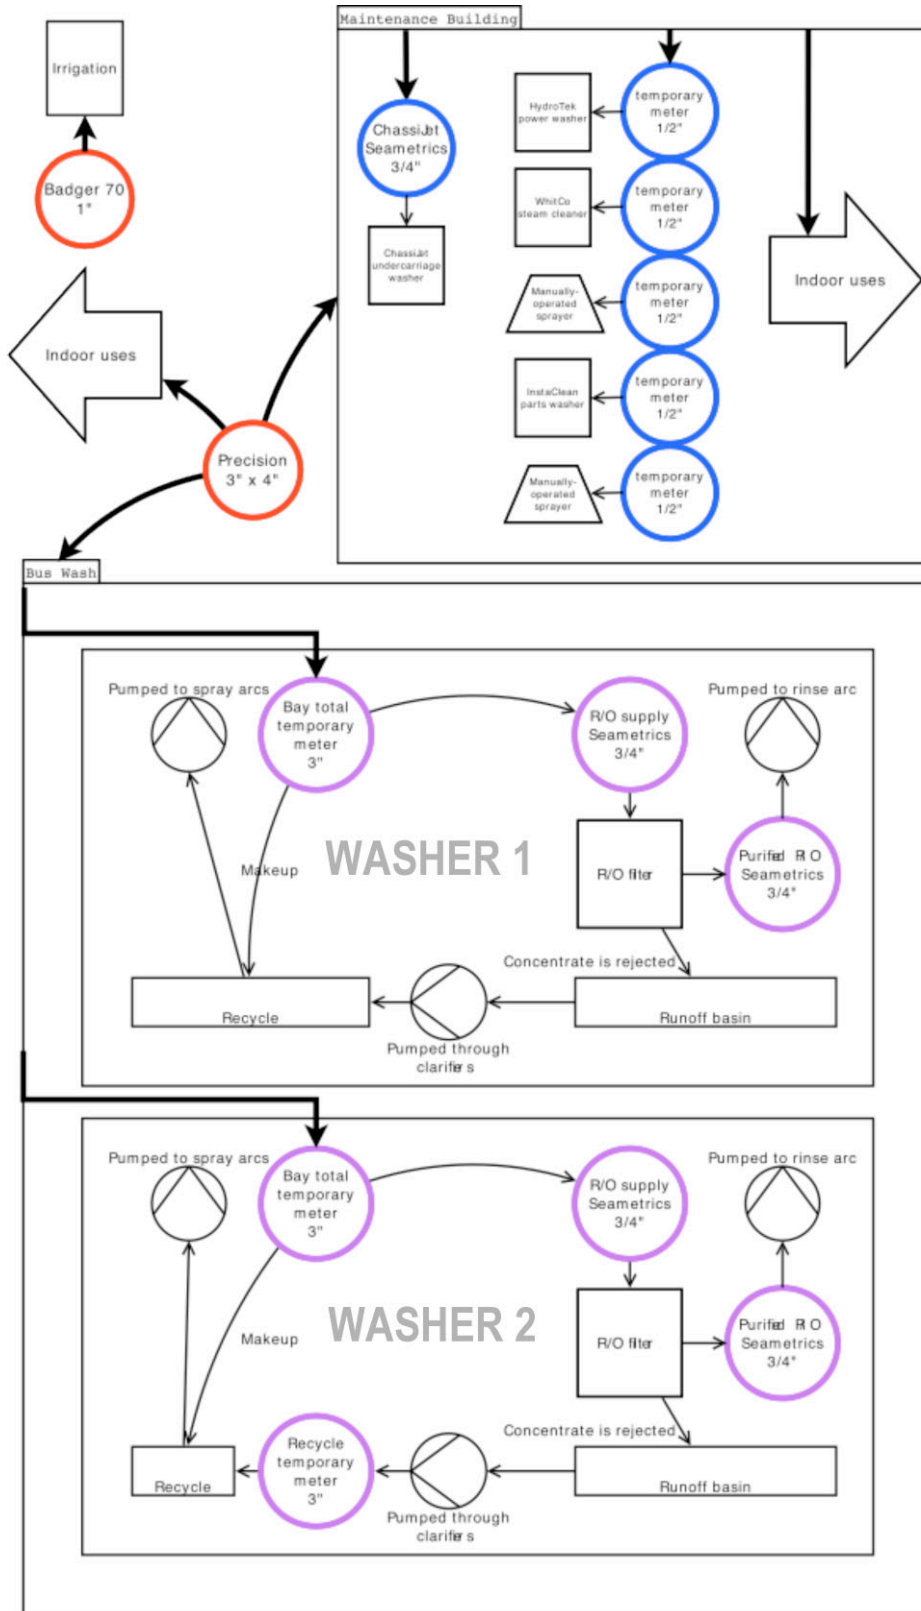 Maintenance Building
Irrigation
Badger 70
1"
ChassiJet
Seametrics
3/4"
ChassiJet
undercarriage
washer
HydroTek
power washer
temporary
meter
1/2"
WhitCo
steam cleaner
temporary
meter
1/2"
Manually-
operated
sprayer
temporary
meter
1/2"
InstaClean
parts washer
temporary
meter
1/2"
Manually-
operated
sprayer
temporary
meter
1/2"
Indoor uses
Indoor uses
Precision
3" x 4"
Bus Wash
Pumped to spray arcs
Bay total
temporary
meter
3"
R/O supply
Seametrics
3/4"
Pumped to rinse arc
WASHER 1
Makeup
R/O filter
Purified R/O
Seametrics
3/4"
Concentrate is rejected
Recycle
Pumped through
clarifiers
Runoff basin
Pumped to spray arcs
Bay total
temporary
meter
3"
R/O supply
Seametrics
3/4"
Pumped to rinse arc
WASHER 2
Makeup
R/O filter
Purified R/O
Seametrics
3/4"
Concentrate is rejected
Recycle
Recycle
temporary
meter
3"
Pumped through
clarifiers
Runoff basin